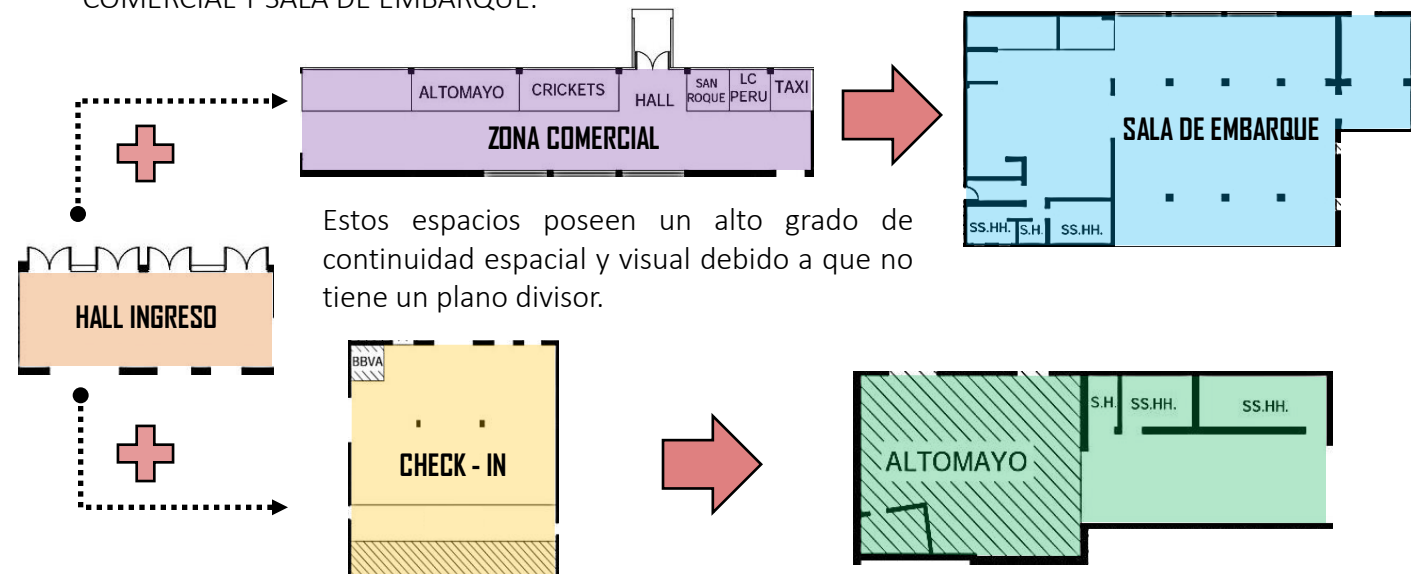 COMERCIAL Y SALA DE EMBARQUE.
ALTOMAYO
CRICKETS
HALL
SAN
ROQUE
LC
PERU
TAXI
ZONA COMERCIAL
SALA DE EMBARQUE
SS.HH.
S.H.
SS.HH.
Estos espacios poseen un alto grado de
continuidad espacial y visual debido a que no
tiene un plano divisor.
HALL INGRESO
BBVA
CHECK - IN
ALTOMAYO
S.H.
SS.HH.
SS.HH.